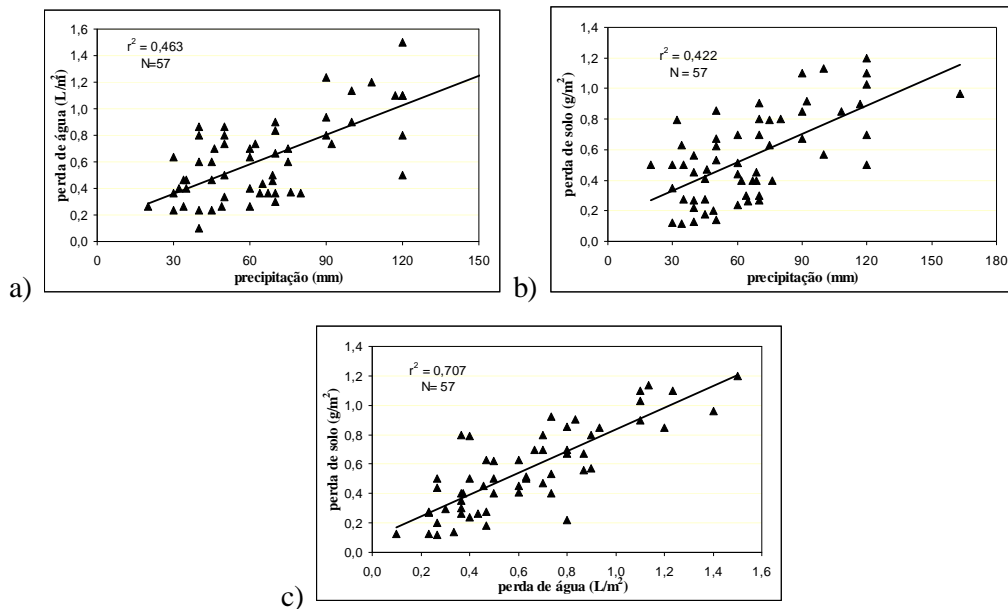 r² = 0,463
N=57
perda de água (L/m²)
1,6
1,4
1,2
1,0
0,8
0,6
0,4
0,2
0,0
0 30 60 90 120 150
precipitação (mm)
a)
r² = 0,422
N = 57
perda de solo (g/m²)
1,4
1,2
1,0
0,8
0,6
0,4
0,2
0,0
0 30 60 90 120 150 180
precipitação (mm)
b)
r² = 0,707
N= 57
perda de solo (g/m²)
1,4
1,2
1,0
0,8
0,6
0,4
0,2
0,0
0,0 0,2 0,4 0,6 0,8 1,0 1,2 1,4 1,6
perda de água (L/m²)
c)